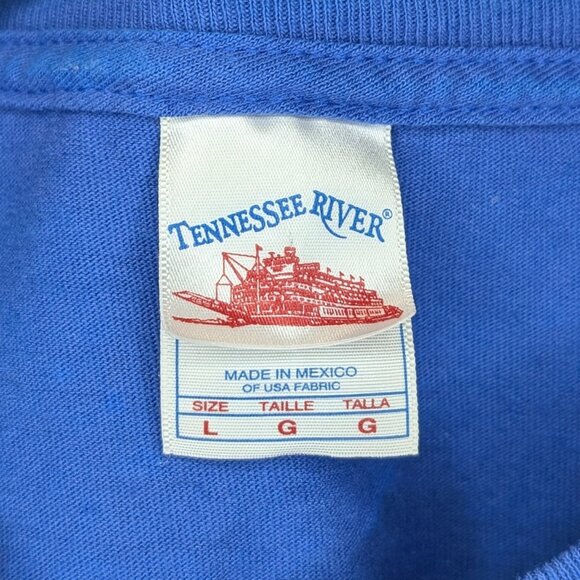 TENNESSEE RIVER®
MADE IN MEXICO
OF USA FABRIC
SIZE TAILLE TALLA
L G G